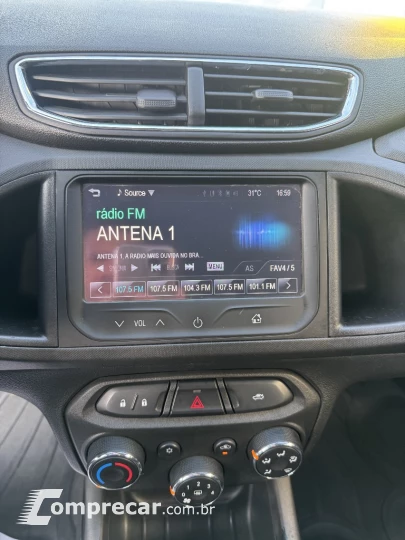 ♪ Source ▼ 31°C 16:59
rádio FM
ANTENA 1
ANTENA 1, A RADIO MAIS OUVIDA NO BRA...
MENU AS FAV4 / 5
107.5 FM 107.5 FM 104.3 FM 107.5 FM 101.1 FM
VOL
Comprecar.com.br